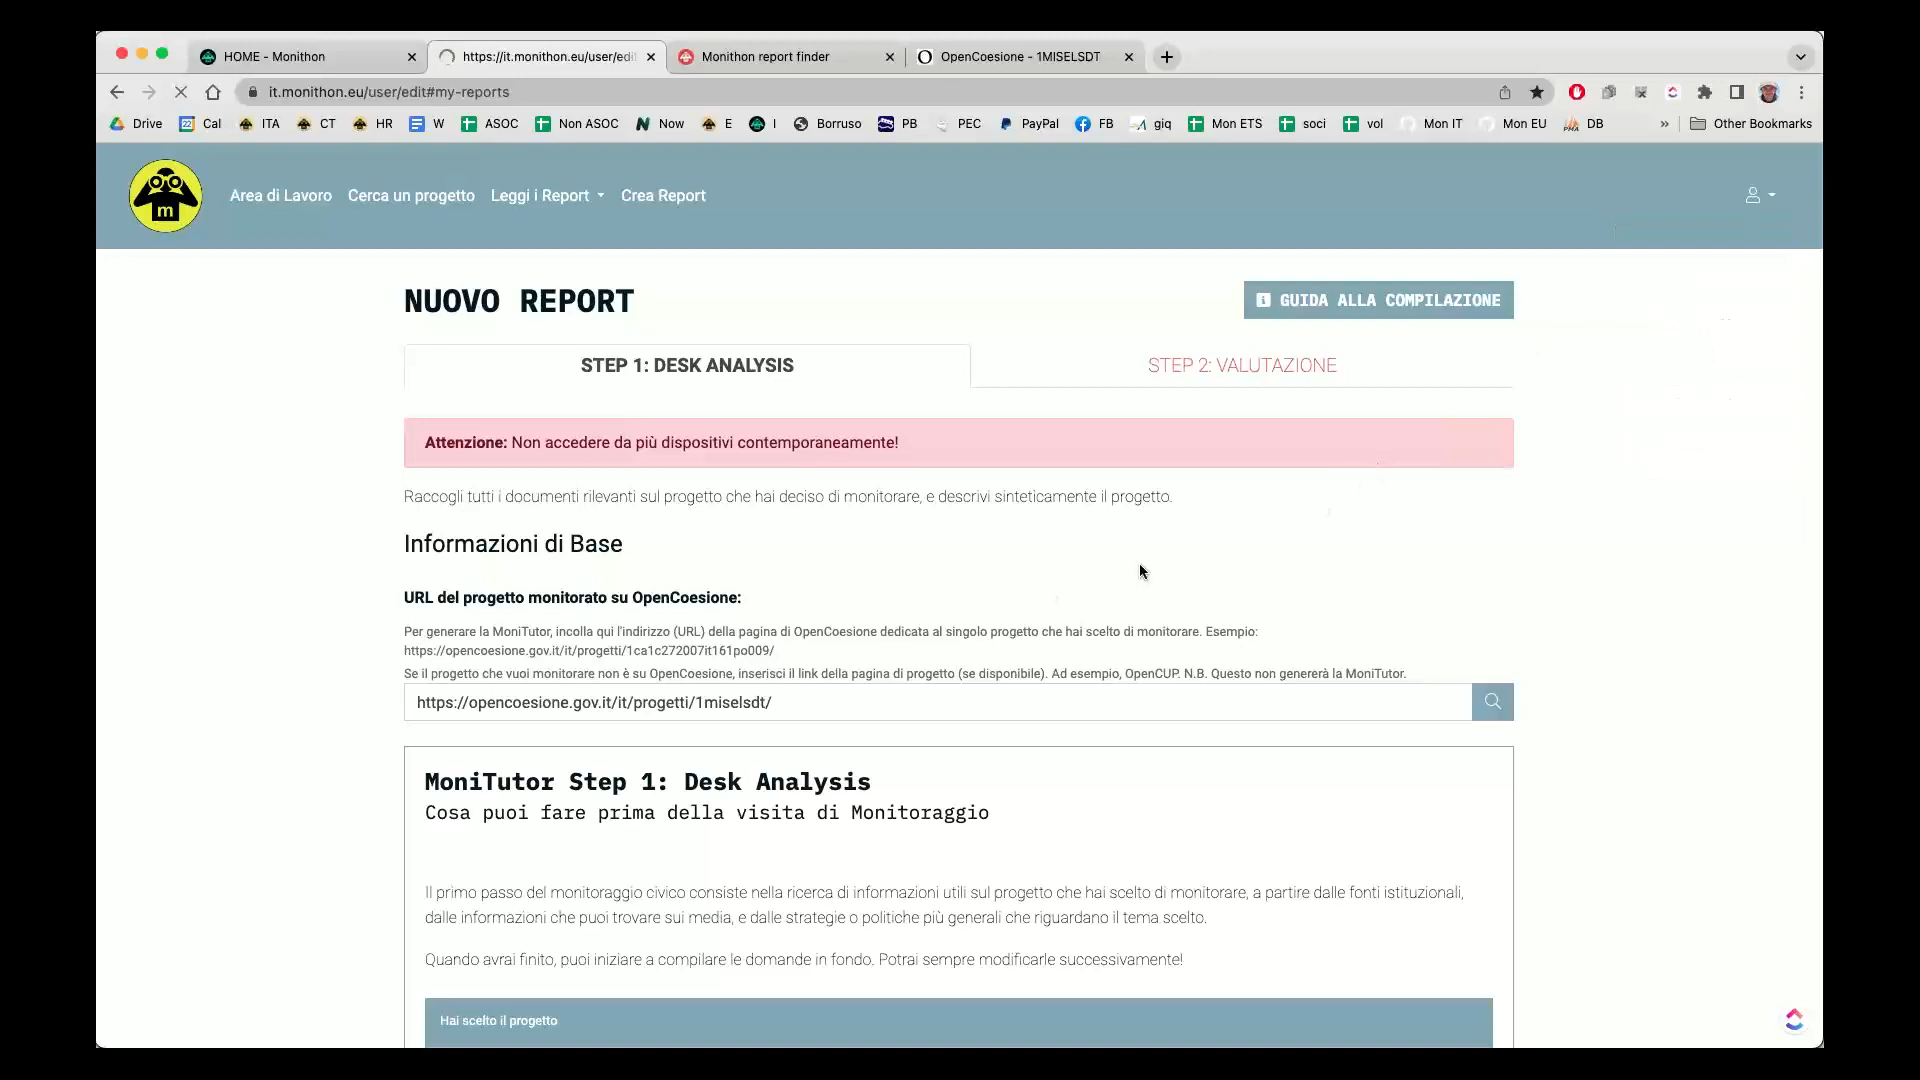 HOME - Monithon
https://it.monithon.eu/user/edi
Monithon report finder
OpenCoesione - 1MISELSDT
it.monithon.eu/user/edit#my-reports
Drive
22 Cal
ITA
CT
HR
W
ASOC
Non ASOC
Now
E
I
Borruso
PB
PEC
PayPal
FB
giq
Mon ETS
soci
vol
Mon IT
Mon EU
PMA DB
»
Other Bookmarks
m
Area di Lavoro
Cerca un progetto
Leggi i Report
Crea Report
NUOVO REPORT
GUIDA ALLA COMPILAZIONE
STEP 1: DESK ANALYSIS
STEP 2: VALUTAZIONE
Attenzione: Non accedere da più dispositivi contemporaneamente!
Raccogli tutti i documenti rilevanti sul progetto che hai deciso di monitorare, e descrivi sinteticamente il progetto.
Informazioni di Base
URL del progetto monitorato su OpenCoesione:
Per generare la MoniTutor, incolla qui l'indirizzo (URL) della pagina di OpenCoesione dedicata al singolo progetto che hai scelto di monitorare. Esempio:
https://opencoesione.gov.it/it/progetti/1ca1c272007it161po009/
Se il progetto che vuoi monitorare non è su OpenCoesione, inserisci il link della pagina di progetto (se disponibile). Ad esempio, OpenCUP. N.B. Questo non genererà la MoniTutor.
https://opencoesione.gov.it/it/progetti/1miselsdt/
MoniTutor Step 1: Desk Analysis
Cosa puoi fare prima della visita di Monitoraggio
Il primo passo del monitoraggio civico consiste nella ricerca di informazioni utili sul progetto che hai scelto di monitorare, a partire dalle fonti istituzionali,
dalle informazioni che puoi trovare sui media, e dalle strategie o politiche più generali che riguardano il tema scelto.
Quando avrai finito, puoi iniziare a compilare le domande in fondo. Potrai sempre modificarle successivamente!
Hai scelto il progetto